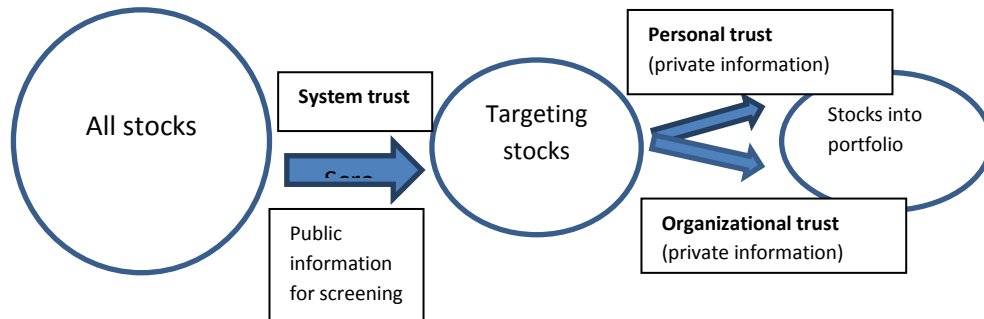 All stocks
System trust
Public
information
for screening
Targeting
stocks
Personal trust
(private information)
Stocks into
portfolio
Organizational trust
(private information)